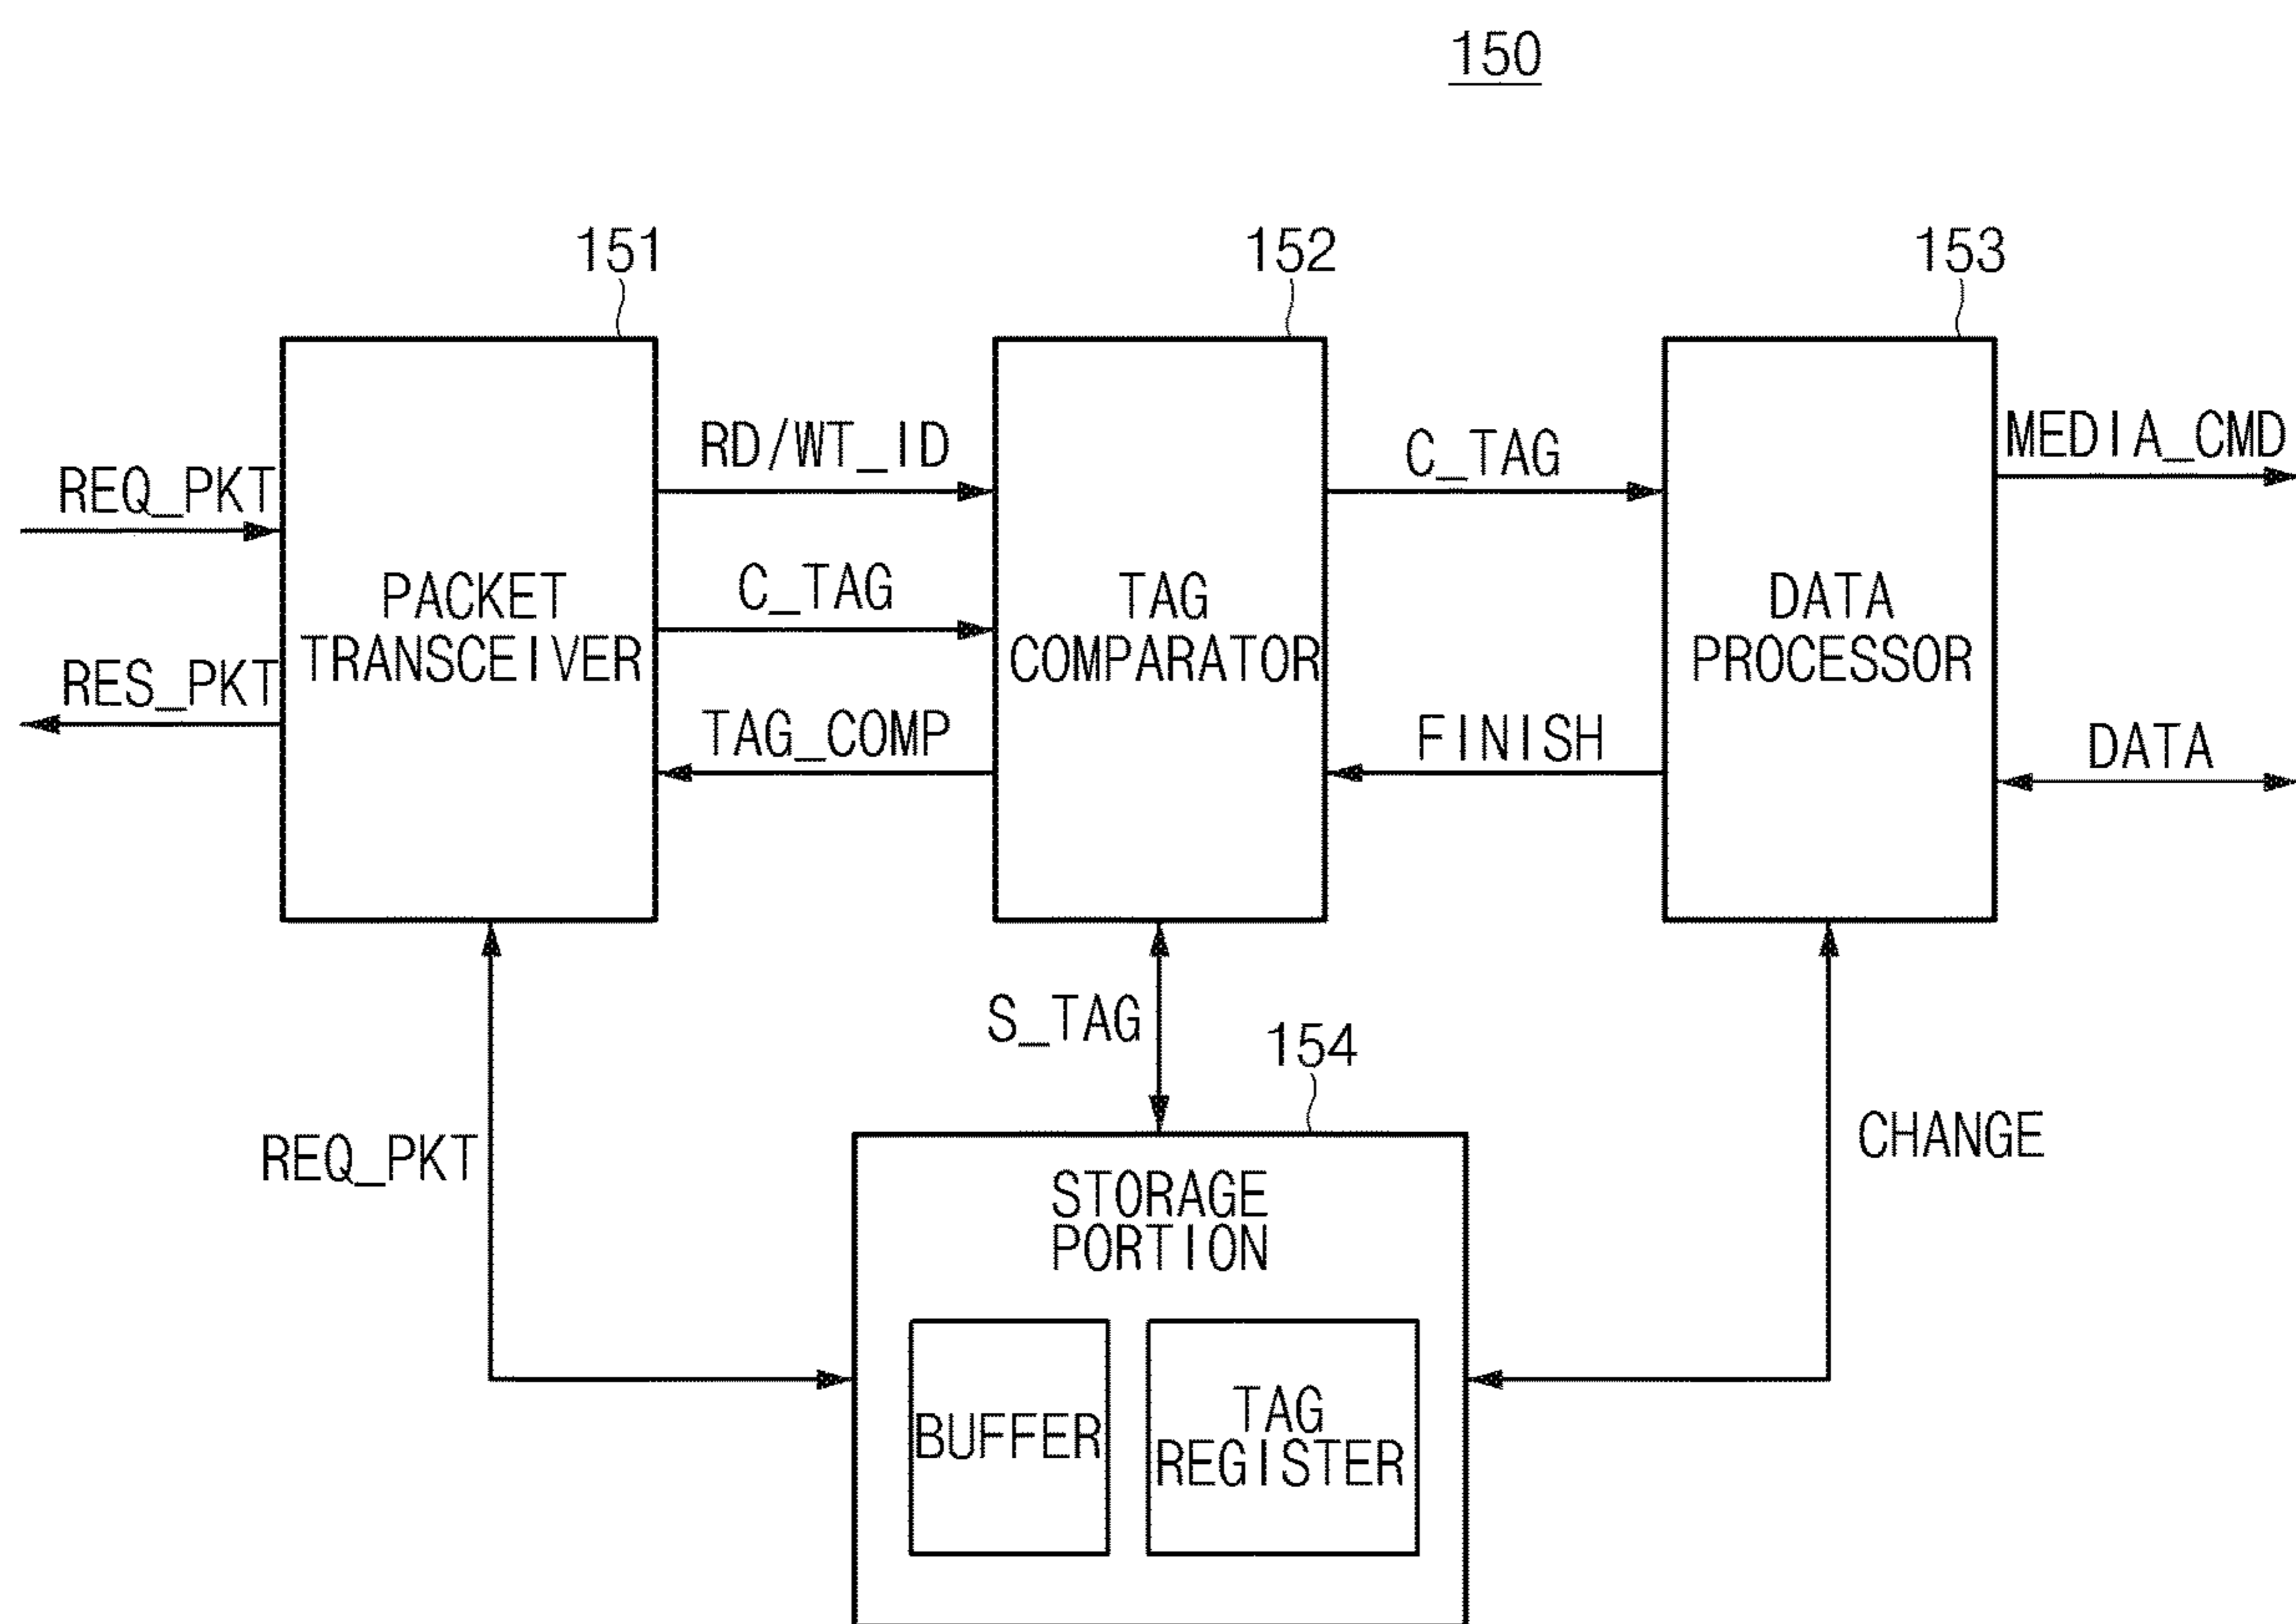 150
151
152
153
REQ_PKT
RES_PKT
PACKET
TRANSCEIVER
RD/WT_ID
C_TAG
TAG_COMP
TAG
COMPARATOR
C_TAG
FINISH
DATA
PROCESSOR
MEDIA_CMD
DATA
REQ_PKT
S_TAG
154
CHANGE
STORAGE
PORTION
BUFFER
TAG
REGISTER